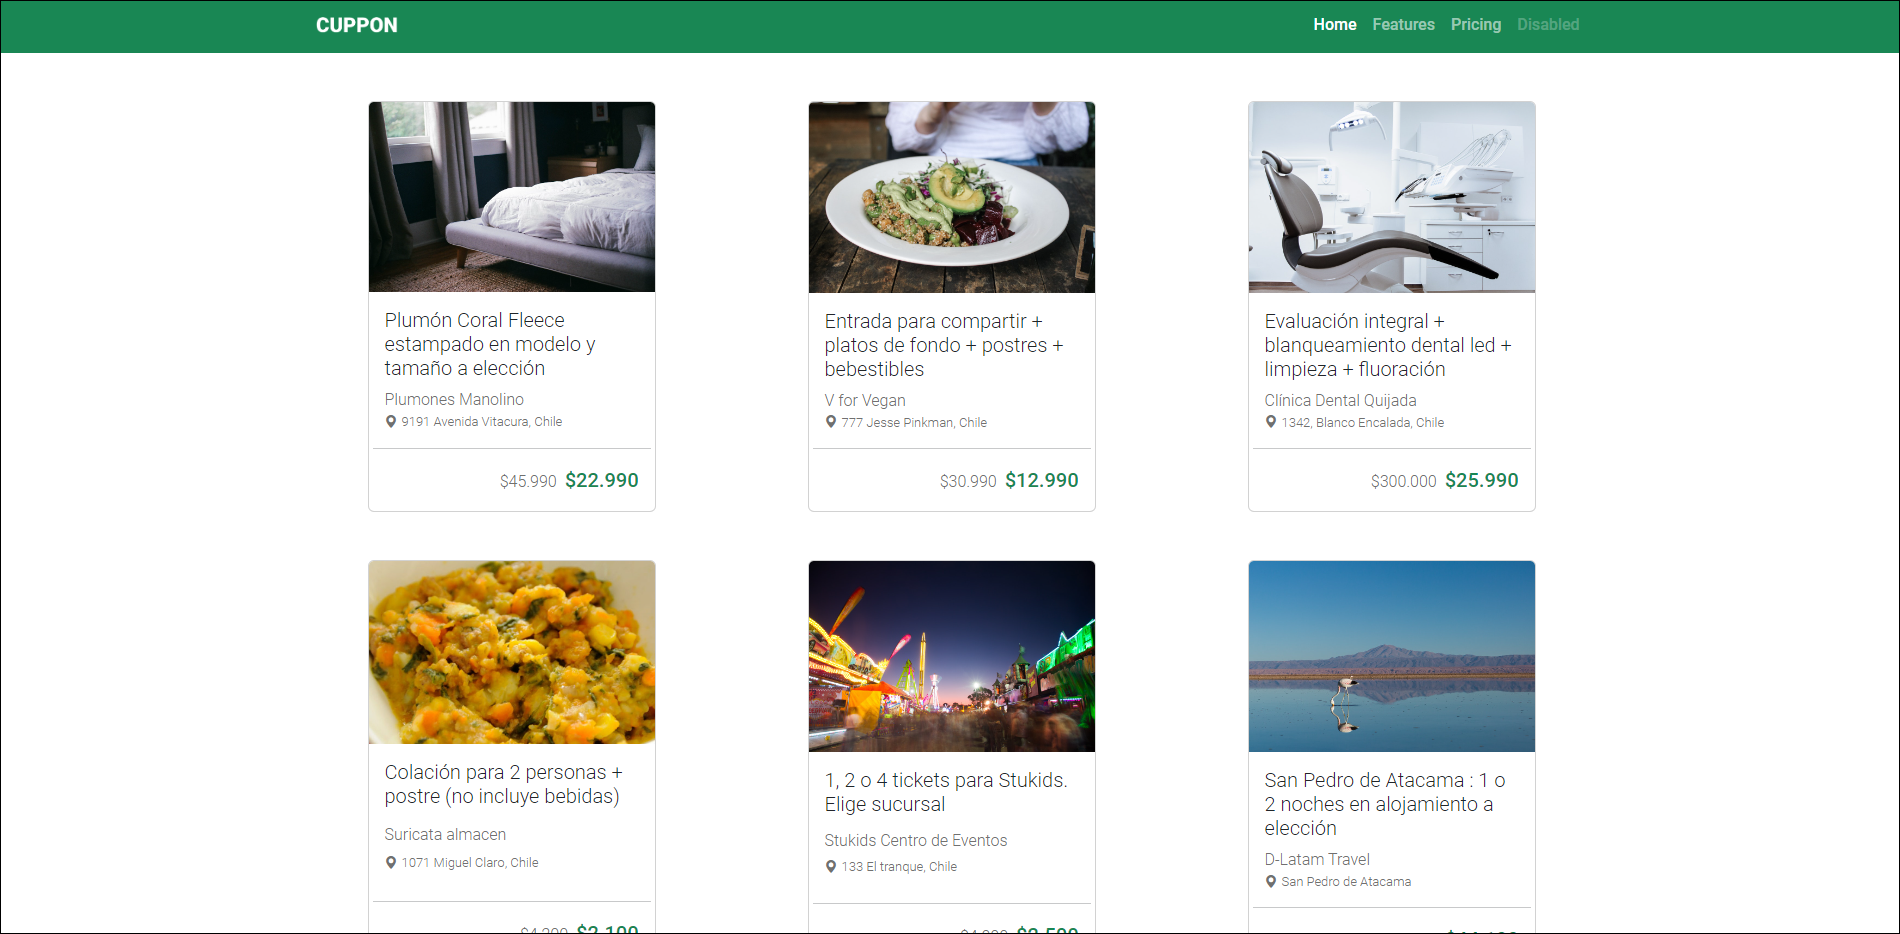 CUPPON
Home Features Pricing Disabled
Plumón Coral Fleece
estampado en modelo y
tamaño a elección
Plumones Manolino
9191 Avenida Vitacura, Chile
$45.990 $22.990
Entrada para compartir +
platos de fondo + postres +
bebestibles
V for Vegan
777 Jesse Pinkman, Chile
$30.990 $12.990
Evaluación integral +
blanqueamiento dental led +
limpieza + fluoración
Clínica Dental Quijada
1342, Blanco Encalada, Chile
$300.000 $25.990
Colación para 2 personas +
postre (no incluye bebidas)
Suricata almacen
1071 Miguel Claro, Chile
$2.100
1, 2 o 4 tickets para Stukids.
Elige sucursal
Stukids Centro de Eventos
133 El tranque, Chile
$2.500
San Pedro de Atacama : 1 o
2 noches en alojamiento a
elección
D-Latam Travel
San Pedro de Atacama